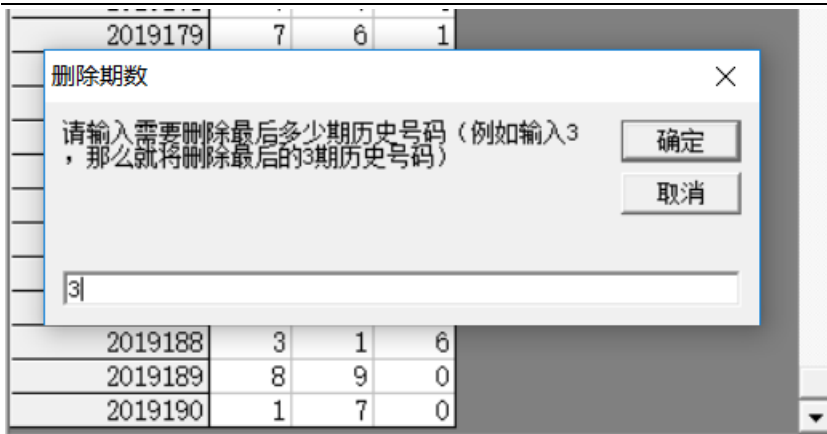 2019179 7 6 1
删除期数
请输入需要删除最后多少期历史号码（例如输入3
，那么就将删除最后的3期历史号码）
确定
取消
3
2019188 3 1 6
2019189 8 9 0
2019190 1 7 0